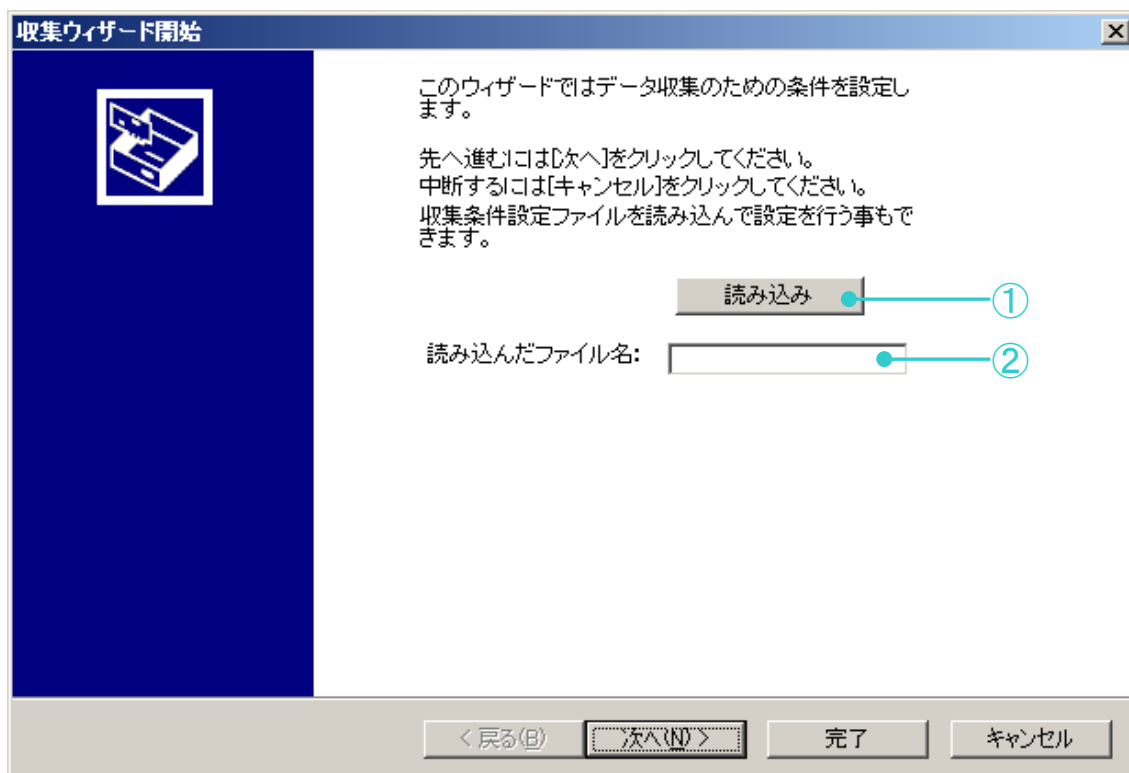 収集ウィザード開始
このウィザードではデータ収集のための条件を設定し
ます。
先へ進むには[次へ]をクリックしてください。
中断するには[キャンセル]をクリックしてください。
収集条件設定ファイルを読み込んで設定を行う事もで
きます。
読み込み ①
読み込んだファイル名: ②
< 戻る(B) 次へ(N) > 完了 キャンセル